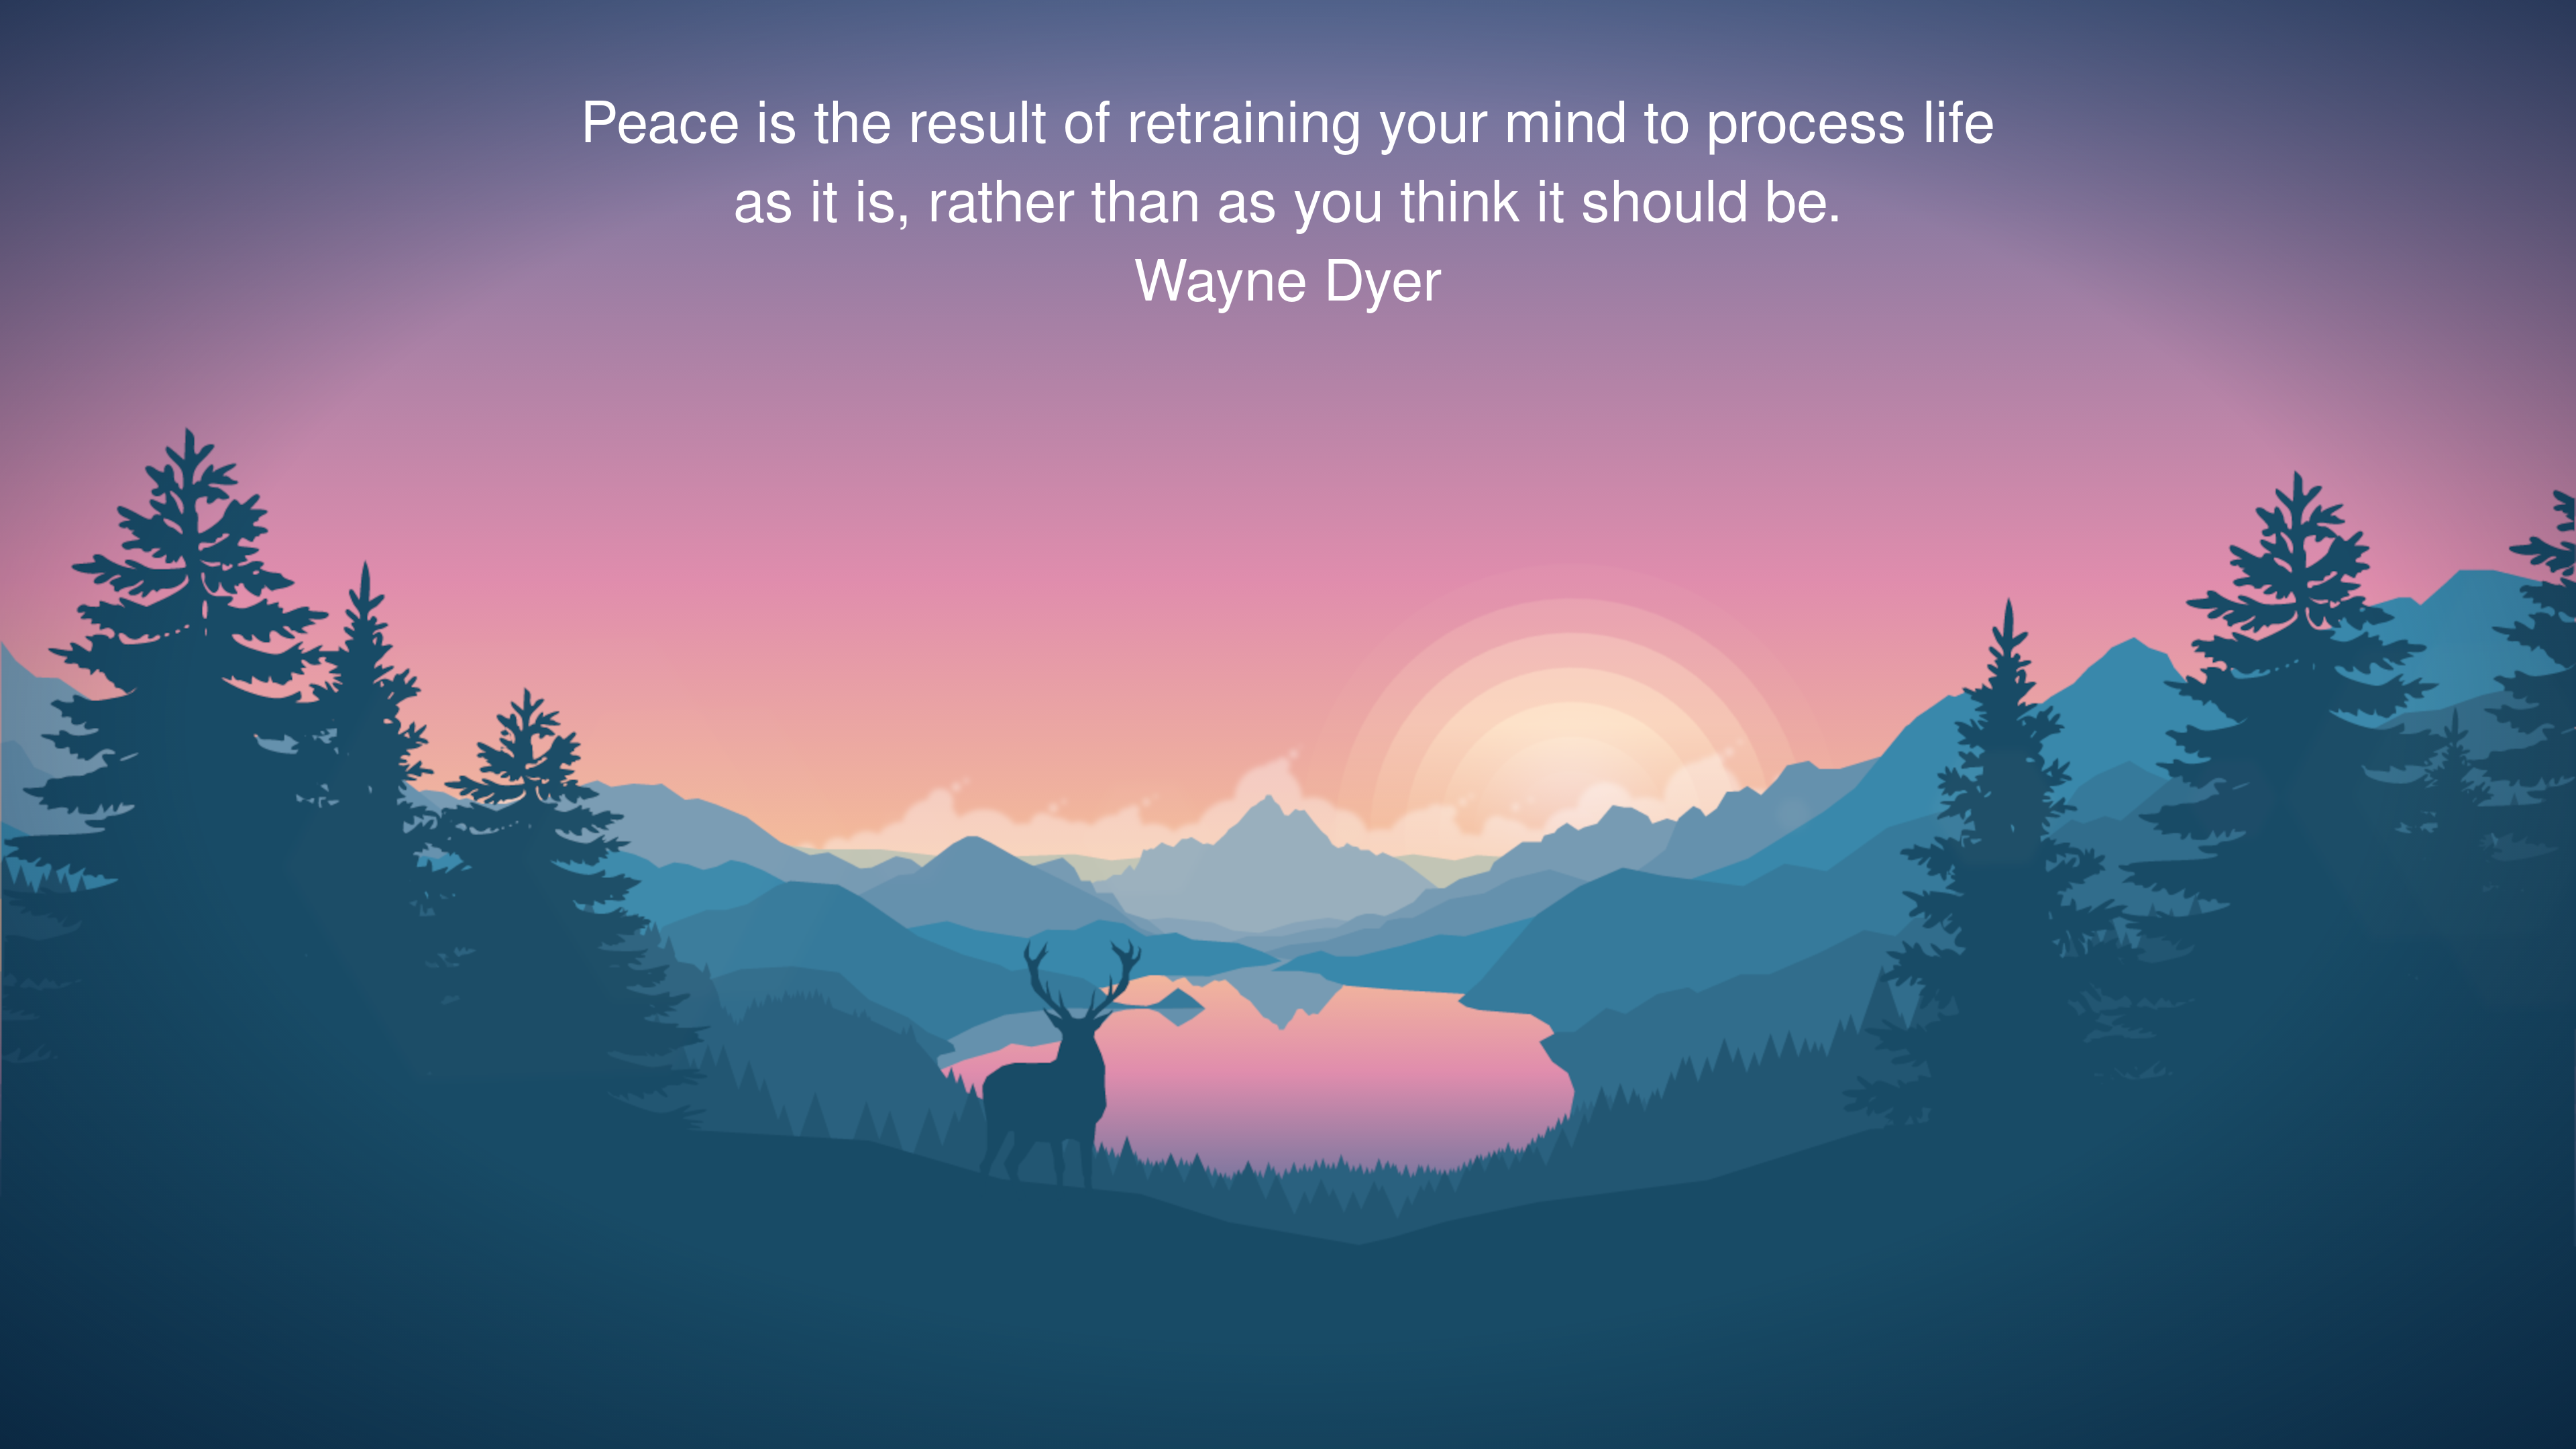 Peace is the result of retraining your mind to process life
as it is, rather than as you think it should be.
Wayne Dyer